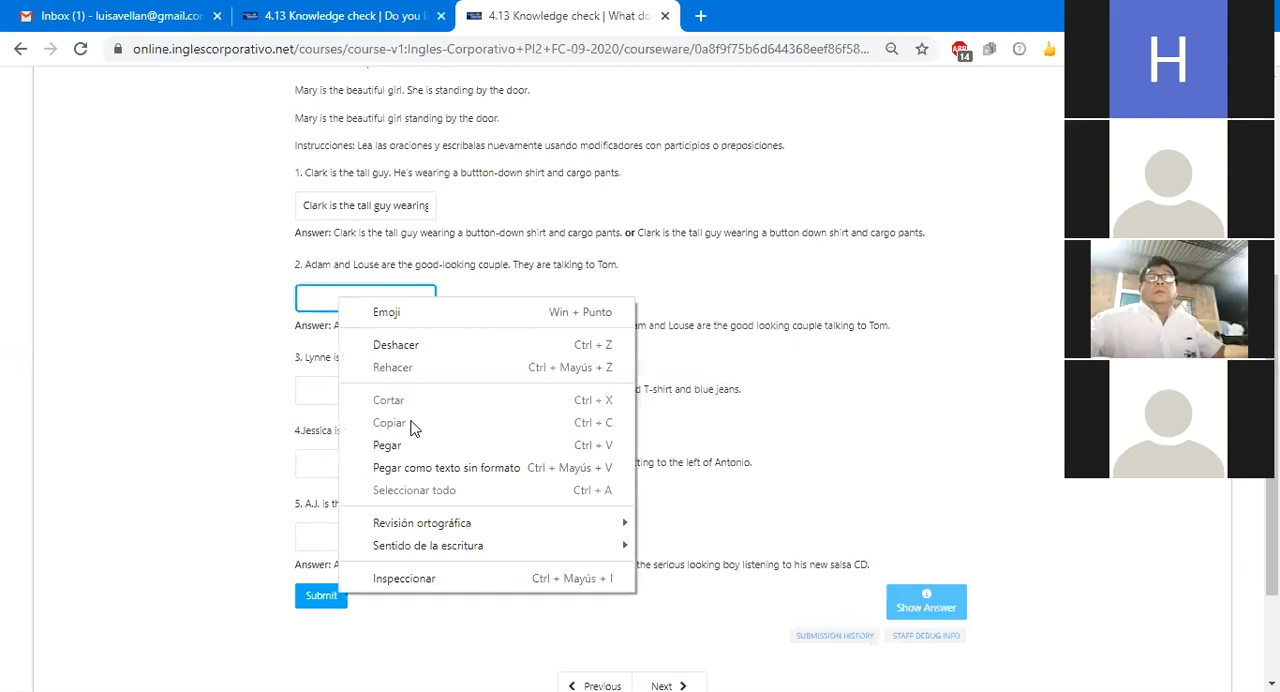 Inbox (1) - luisavellan@gmail.con
4.13 Knowledge check | Do you l
4.13 Knowledge check | What do
online.inglescorporativo.net/courses/course-v1:Ingles-Corporativo+PI2+FC-09-2020/courseware/0a8f9f75b6d644368eef86f58...
14
H
Mary is the beautiful girl. She is standing by the door.
Mary is the beautiful girl standing by the door.
Instrucciones: Lea las oraciones y escribalas nuevamente usando modificadores con participios o preposiciones.
1. Clark is the tall guy. He's wearing a buttton-down shirt and cargo pants.
Clark is the tall guy wearing
Answer: Clark is the tall guy wearing a button-down shirt and cargo pants. or Clark is the tall guy wearing a button down shirt and cargo pants.
2. Adam and Louse are the good-looking couple. They are talking to Tom.
Emoji Win + Punto
Answer: A am and Louse are the good looking couple talking to Tom.
Deshacer Ctrl + Z
3. Lynne is
Rehacer Ctrl + Mayús + Z
d T-shirt and blue jeans.
Cortar Ctrl + X
Copiar Ctrl + C
4.Jessica is
Pegar Ctrl + V
Pegar como texto sin formato Ctrl + Mayús + V
tting to the left of Antonio.
Seleccionar todo Ctrl + A
5. A.J. is th
Revisión ortográfica
Sentido de la escritura
Answer: A the serious looking boy listening to his new salsa CD.
Inspeccionar Ctrl + Mayús + I
Submit
Show Answer
SUBMISSION HISTORY STAFF DEBUG INFO
Previous Next